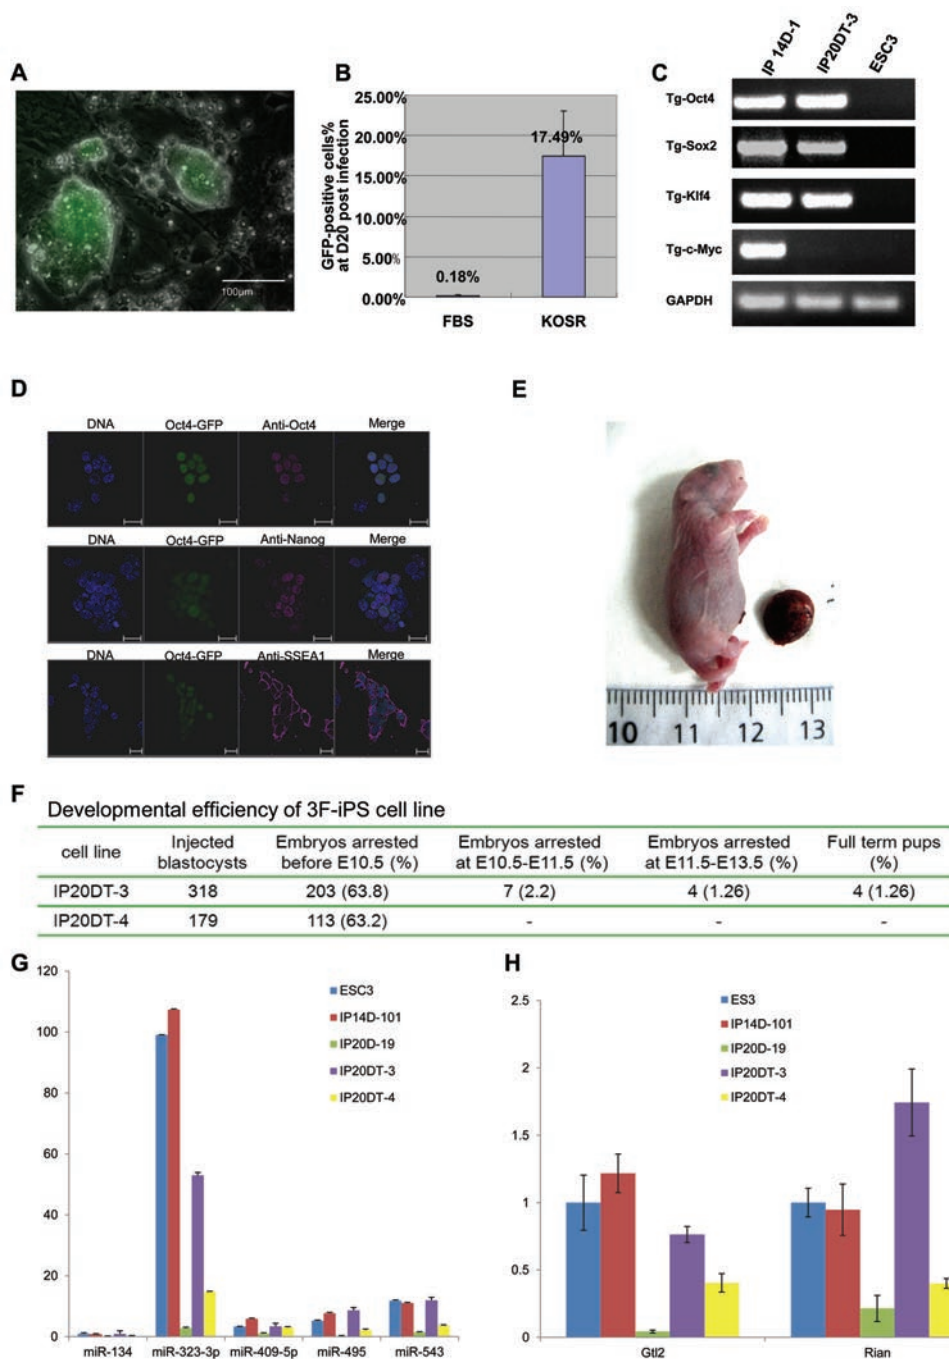 A
100μm
B
GFP-positive cells%
at D20 post infection
25.00%
20.00%
15.00%
10.00%
5.00%
0.00%
17.49%
0.18%
FBS KOSR
C
IP 14D-1 IP20DT-3 ESC3
Tg-Oct4
Tg-Sox2
Tg-Klf4
Tg-c-Myc
GAPDH
D
DNA Oct4-GFP Anti-Oct4 Merge
DNA Oct4-GFP Anti-Nanog Merge
DNA Oct4-GFP Anti-SSEA1 Merge
E
10 11 12 13
F
Developmental efficiency of 3F-iPS cell line
cell line Injected blastocysts Embryos arrested before E10.5 (%) Embryos arrested at E10.5-E11.5 (%) Embryos arrested at E11.5-E13.5 (%) Full term pups (%)
IP20DT-3 318 203 (63.8) 7 (2.2) 4 (1.26) 4 (1.26)
IP20DT-4 179 113 (63.2) - - -
G
120
100
80
60
40
20
0
ESC3
IP14D-101
IP20D-19
IP20DT-3
IP20DT-4
miR-134 miR-323-3p miR-409-5p miR-495 miR-543
H
2.5
2
1.5
1
0.5
0
ES3
IP14D-101
IP20D-19
IP20DT-3
IP20DT-4
Gtl2 Rian